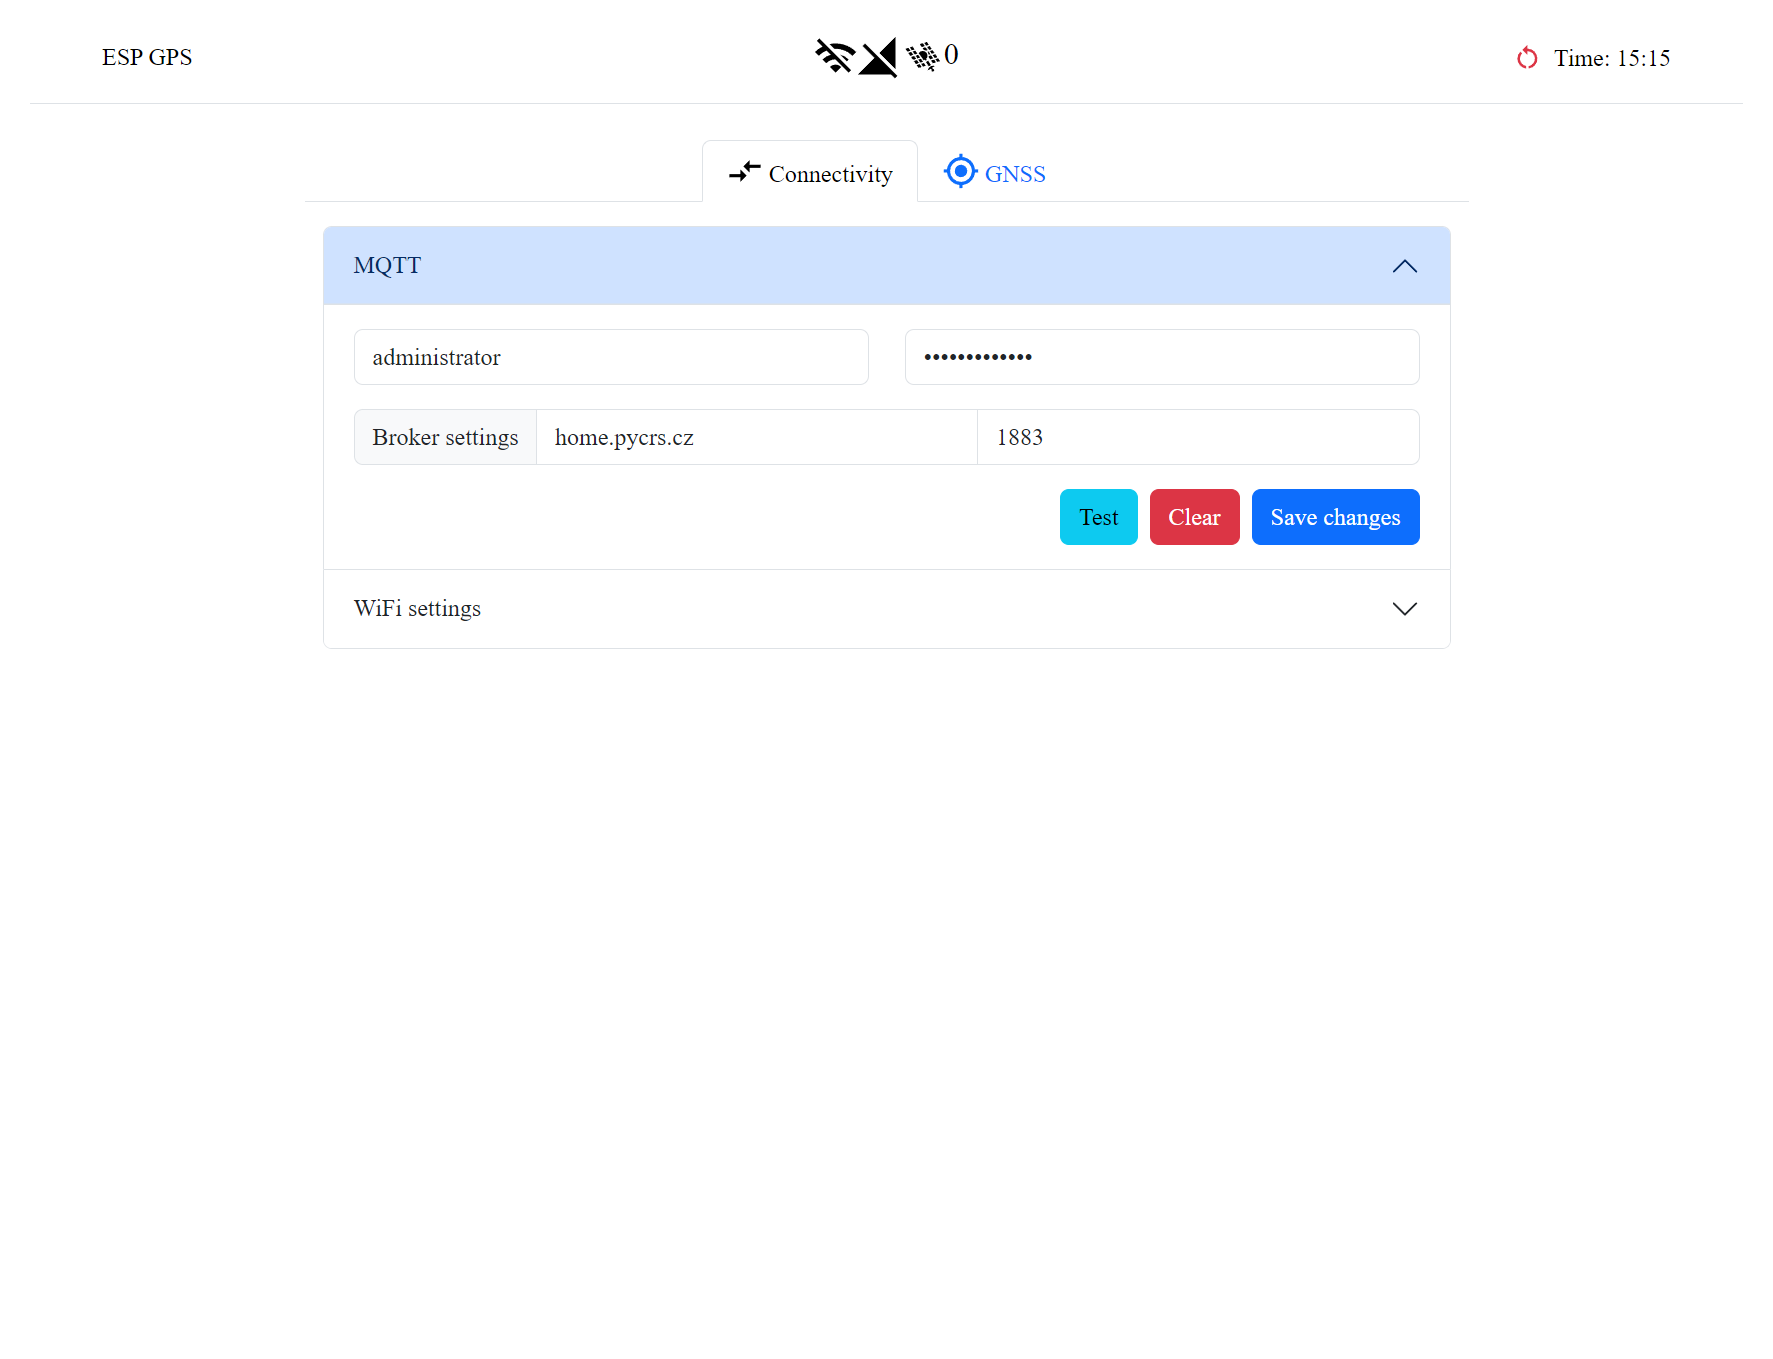 ESP GPS
0
Time: 15:15
Connectivity
GNSS
MQTT
administrator
•••••••••••••
Broker settings
home.pycrs.cz
1883
Test
Clear
Save changes
WiFi settings